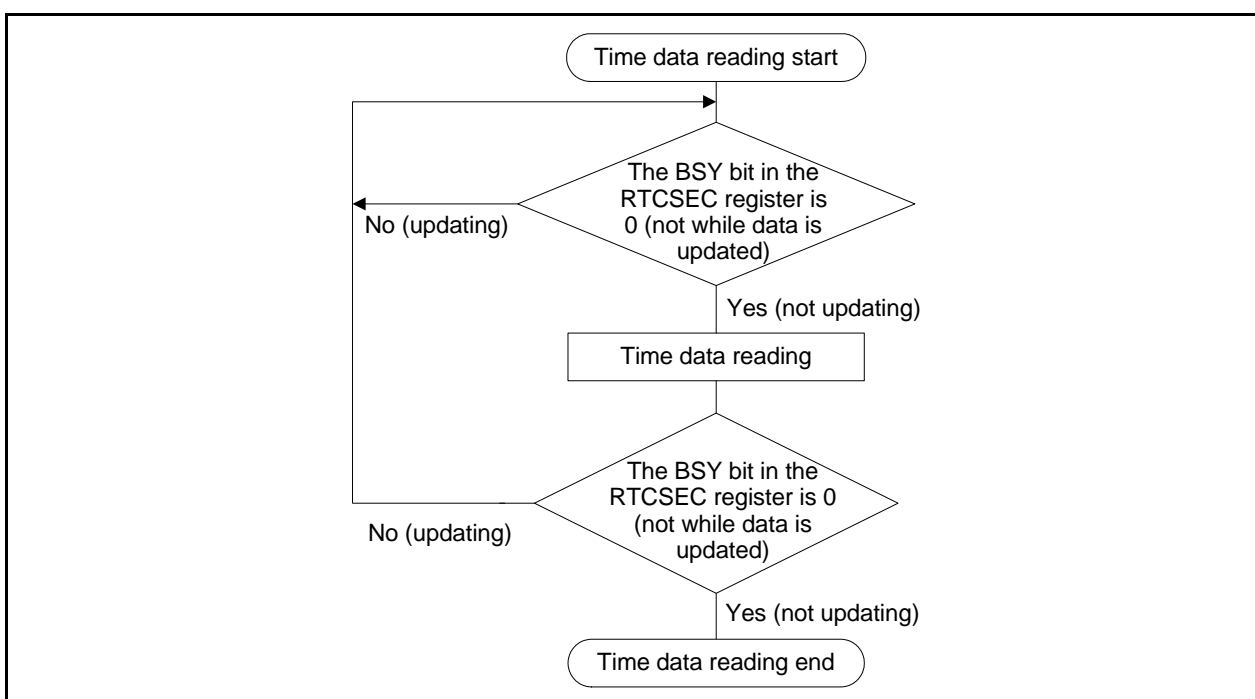 Time data reading start
The BSY bit in the
RTCSEC register is
0 (not while data is
updated)
No (updating)
Yes (not updating)
Time data reading
The BSY bit in the
RTCSEC register is 0
(not while data is
updated)
No (updating)
Yes (not updating)
Time data reading end